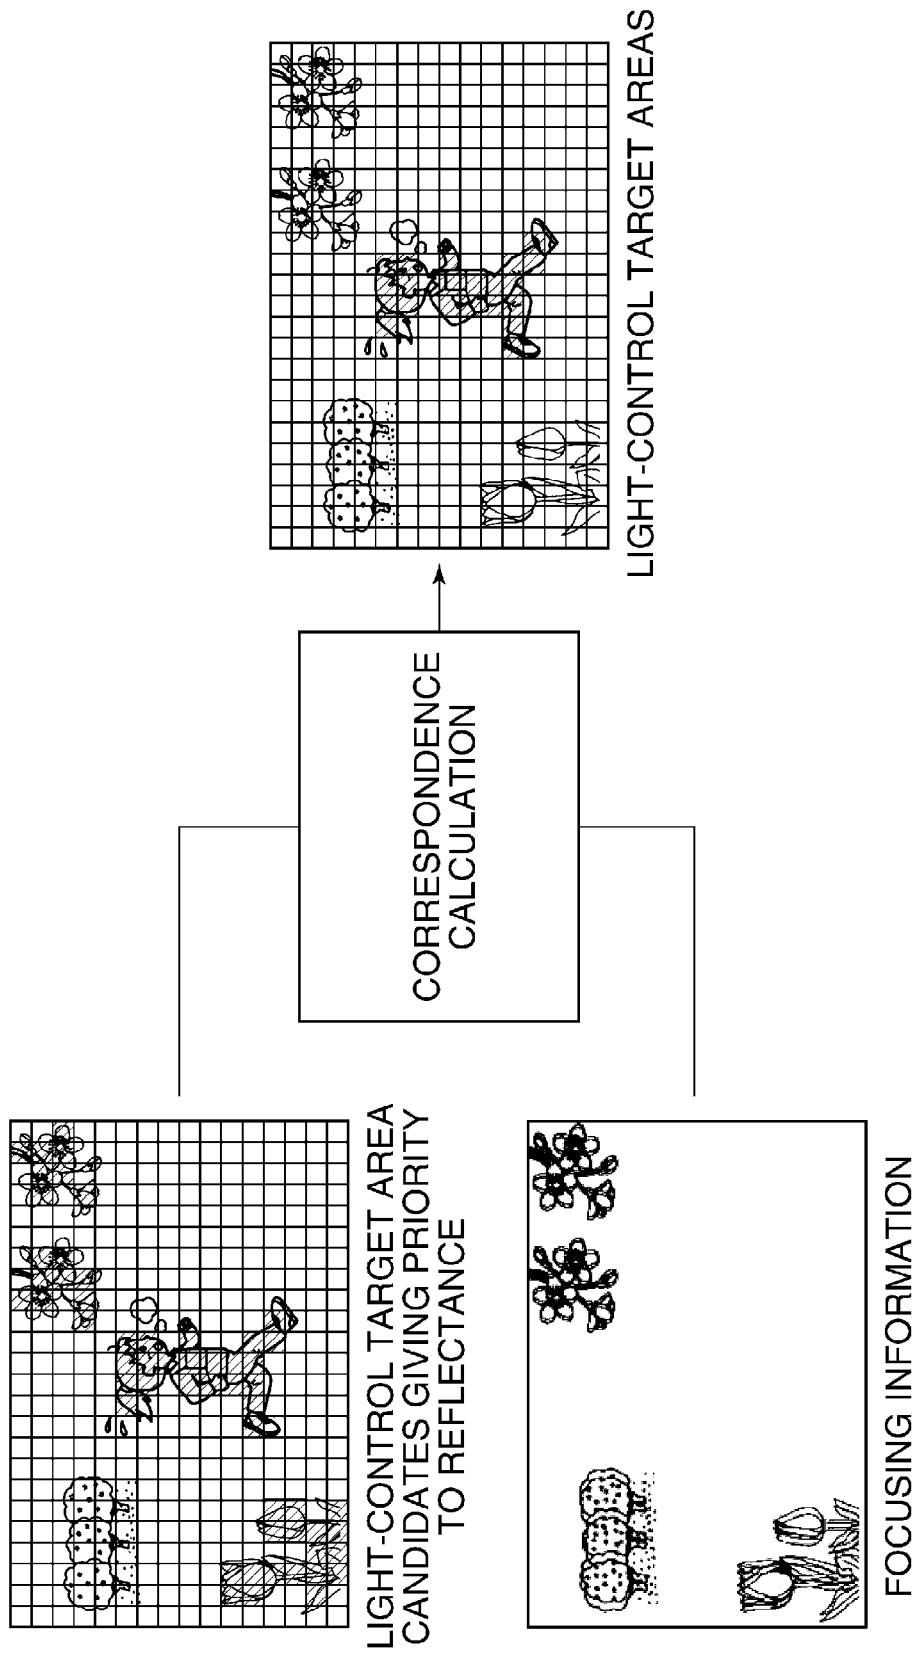 LIGHT-CONTROL TARGET AREA
CANDIDATES GIVING PRIORITY
TO REFLECTANCE
FOCUSING INFORMATION
CORRESPONDENCE
CALCULATION
LIGHT-CONTROL TARGET AREAS